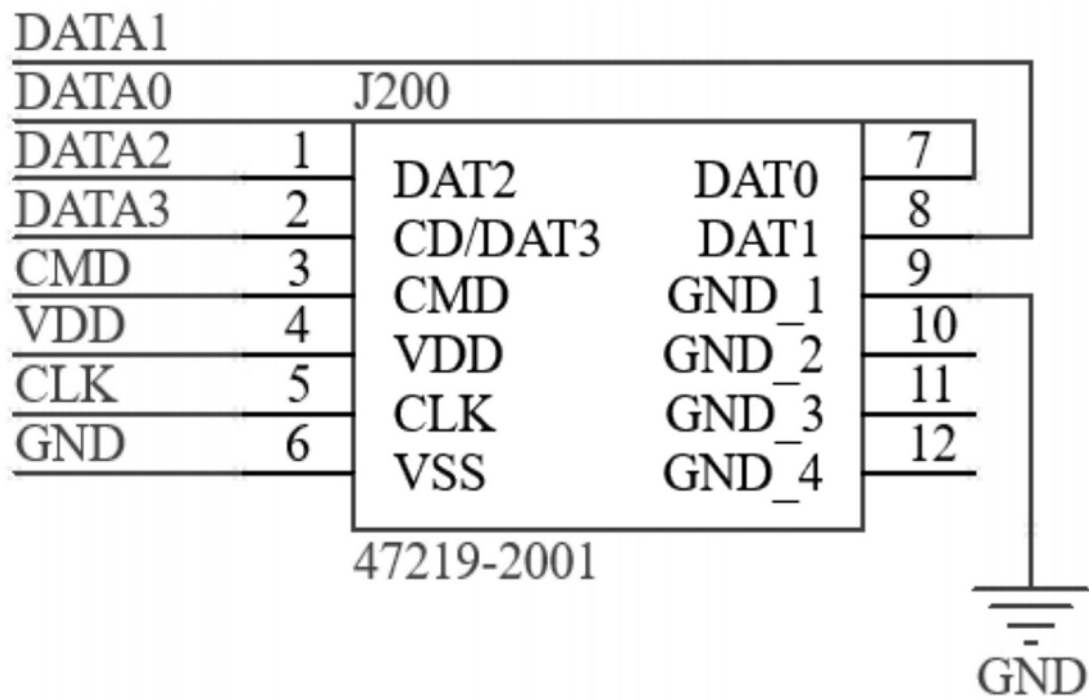 DATA1
DATA0 J200
DATA2 1 7
DAT2 DAT0
DATA3 2 8
CD/DAT3 DAT1
CMD 3 9
CMD GND_1
VDD 4 10
VDD GND_2
CLK 5 11
CLK GND_3
GND 6 12
VSS GND_4
47219-2001
GND